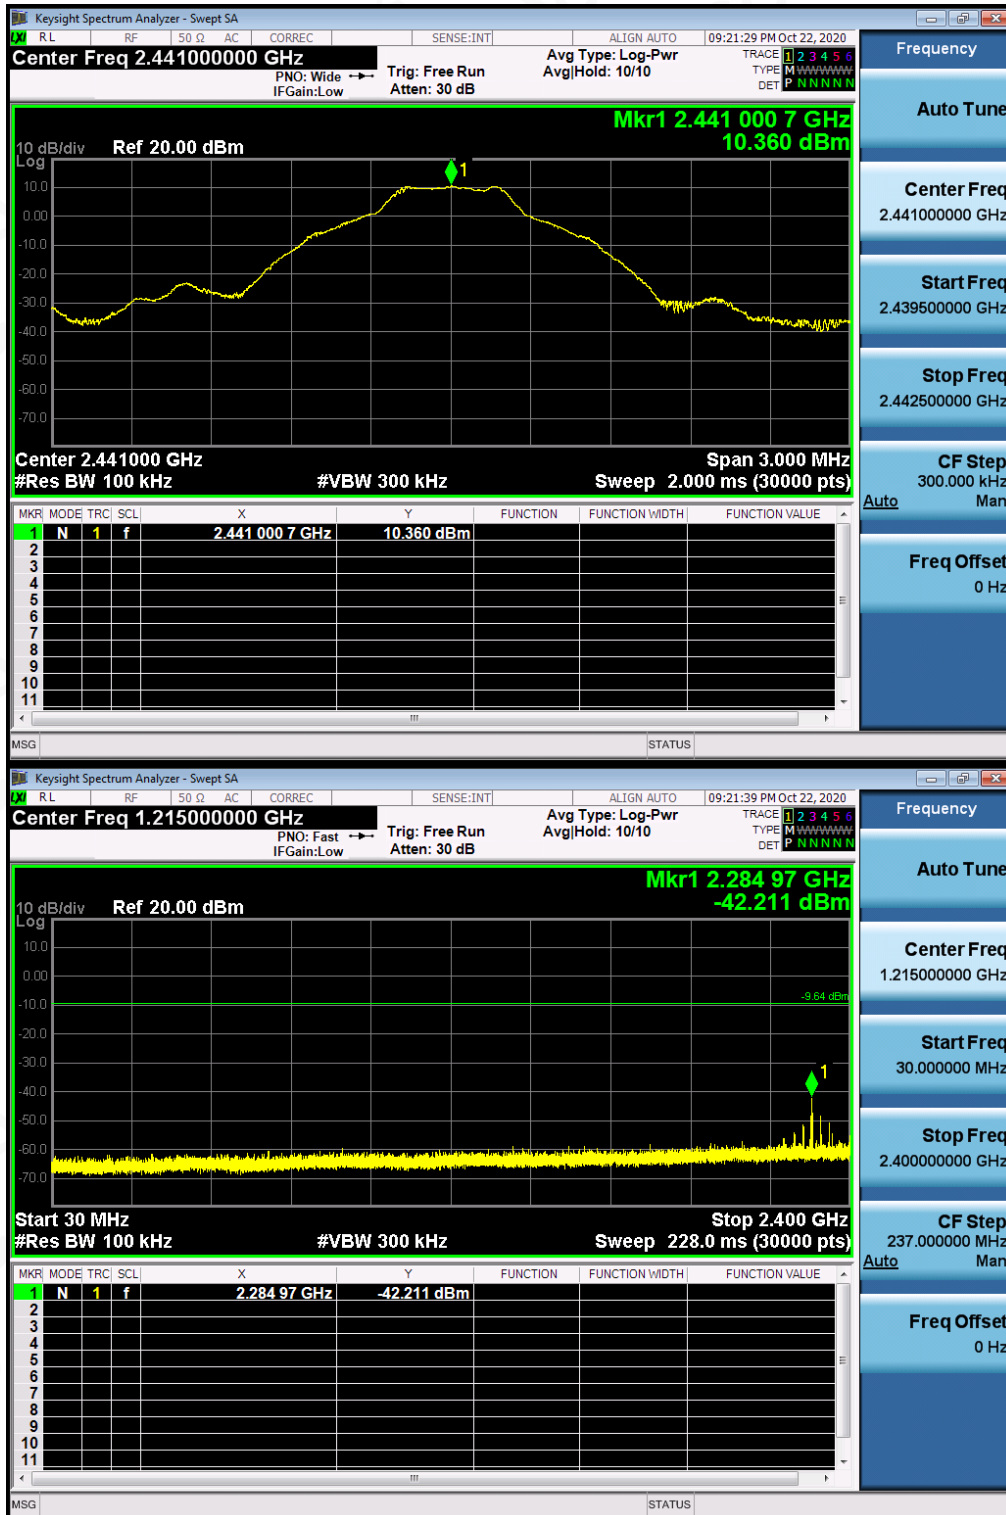 Keysight Spectrum Analyzer - Swept SA
LXI RL RF 50 Ω AC CORREC SENSE:INT ALIGN AUTO 09:21:29 PM Oct 22, 2020
Center Freq 2.441000000 GHz
PNO: Wide
IFGain:Low
Trig: Free Run
Atten: 30 dB
Avg Type: Log-Pwr
Avg|Hold: 10/10
TRACE 1 2 3 4 5 6
TYPE M WWWWW
DET P N N N N N
Mkr1 2.441 000 7 GHz
10.360 dBm
10 dB/div Ref 20.00 dBm
Log
10.0
0.00
-10.0
-20.0
-30.0
-40.0
-50.0
-60.0
-70.0
1
Center 2.441000 GHz Span 3.000 MHz
#Res BW 100 kHz #VBW 300 kHz Sweep 2.000 ms (30000 pts)
MKR MODE TRC SCL X Y FUNCTION FUNCTION WIDTH FUNCTION VALUE
1 N 1 f 2.441 000 7 GHz 10.360 dBm
2
3
4
5
6
7
8
9
10
11
MSG STATUS
Frequency
Auto Tune
Center Freq
2.441000000 GHz
Start Freq
2.439500000 GHz
Stop Freq
2.442500000 GHz
CF Step
300.000 kHz
Auto Man
Freq Offset
0 Hz
Keysight Spectrum Analyzer - Swept SA
LXI RL RF 50 Ω AC CORREC SENSE:INT ALIGN AUTO 09:21:39 PM Oct 22, 2020
Center Freq 1.215000000 GHz
PNO: Fast
IFGain:Low
Trig: Free Run
Atten: 30 dB
Avg Type: Log-Pwr
Avg|Hold: 10/10
TRACE 1 2 3 4 5 6
TYPE M WWWWW
DET P N N N N N
Mkr1 2.284 97 GHz
-42.211 dBm
10 dB/div Ref 20.00 dBm
Log
10.0
0.00
-10.0
-20.0
-30.0
-40.0
-50.0
-60.0
-70.0
-9.64 dBm
1
Start 30 MHz Stop 2.400 GHz
#Res BW 100 kHz #VBW 300 kHz Sweep 228.0 ms (30000 pts)
MKR MODE TRC SCL X Y FUNCTION FUNCTION WIDTH FUNCTION VALUE
1 N 1 f 2.284 97 GHz -42.211 dBm
2
3
4
5
6
7
8
9
10
11
MSG STATUS
Frequency
Auto Tune
Center Freq
1.215000000 GHz
Start Freq
30.000000 MHz
Stop Freq
2.400000000 GHz
CF Step
237.000000 MHz
Auto Man
Freq Offset
0 Hz